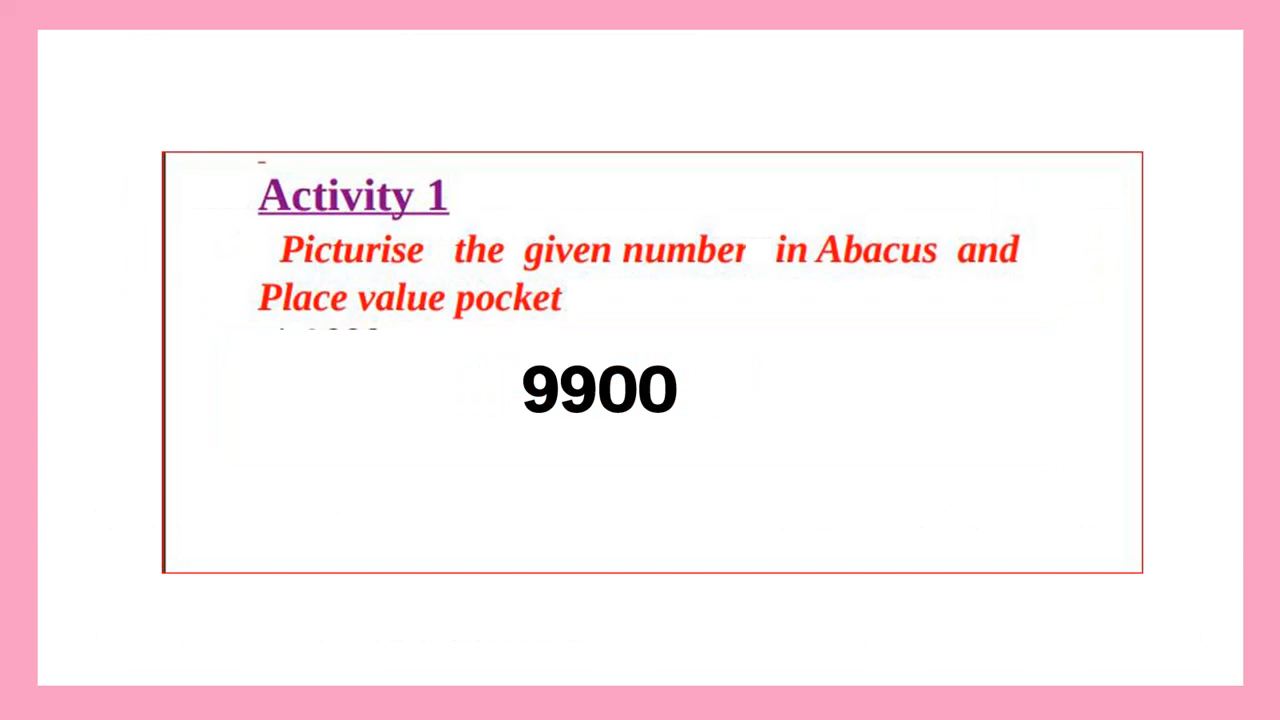 Activity 1
Picturise the given number in Abacus and
Place value pocket
9900